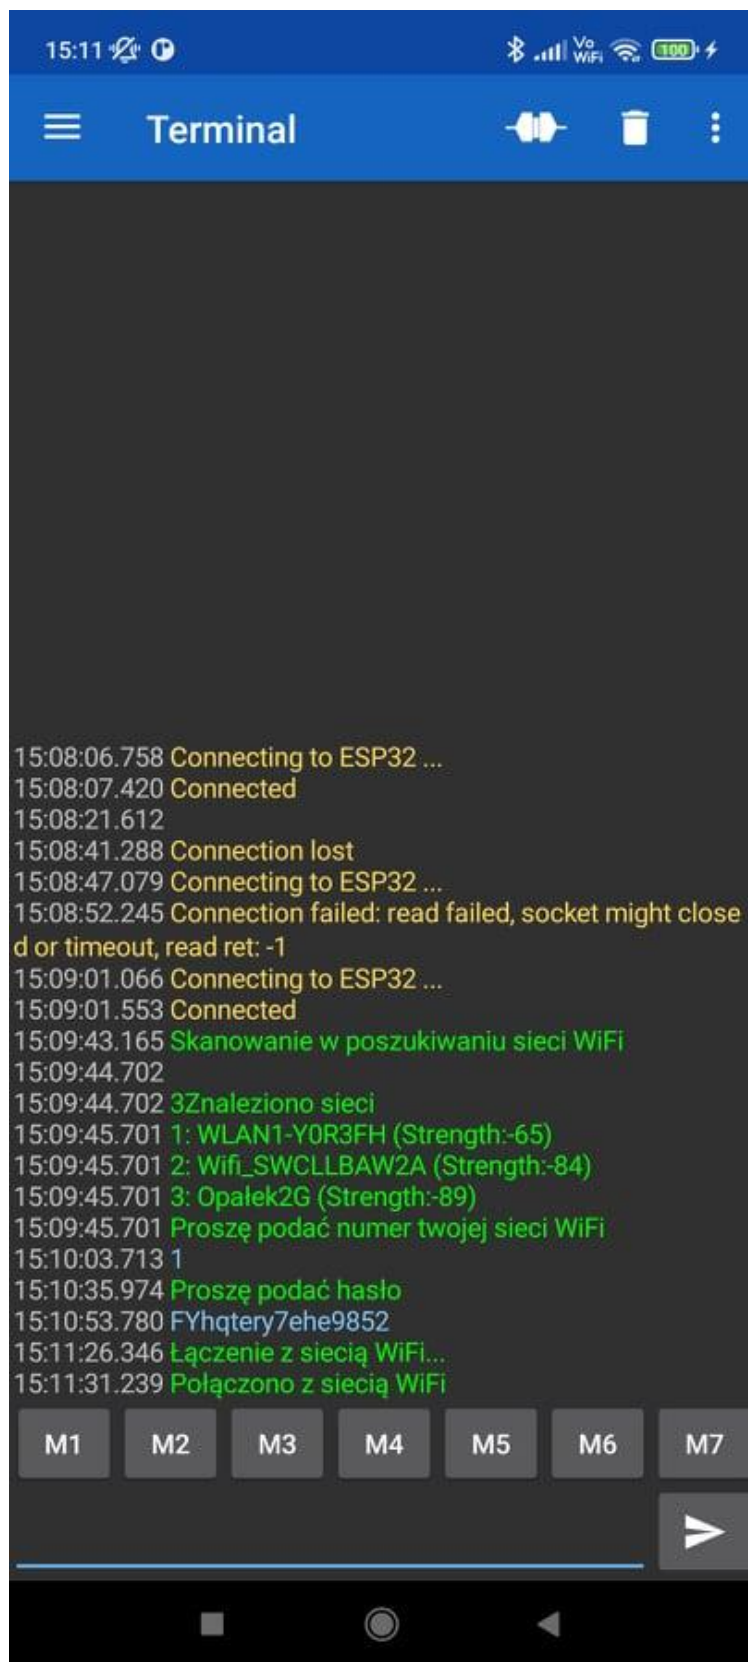 15:11
Vo
WiFi
100
Terminal
15:08:06.758 Connecting to ESP32 ...
15:08:07.420 Connected
15:08:21.612
15:08:41.288 Connection lost
15:08:47.079 Connecting to ESP32 ...
15:08:52.245 Connection failed: read failed, socket might close
d or timeout, read ret: -1
15:09:01.066 Connecting to ESP32 ...
15:09:01.553 Connected
15:09:43.165 Skanowanie w poszukiwaniu sieci WiFi
15:09:44.702
15:09:44.702 3Znaleziono sieci
15:09:45.701 1: WLAN1-Y0R3FH (Strength:-65)
15:09:45.701 2: Wifi_SWCLLBAW2A (Strength:-84)
15:09:45.701 3: Opałek2G (Strength:-89)
15:09:45.701 Proszę podać numer twojej sieci WiFi
15:10:03.713 1
15:10:35.974 Proszę podać hasło
15:10:53.780 FYhqtery7ehe9852
15:11:26.346 Łączenie z siecią WiFi...
15:11:31.239 Połączono z siecią WiFi
M1 M2 M3 M4 M5 M6 M7